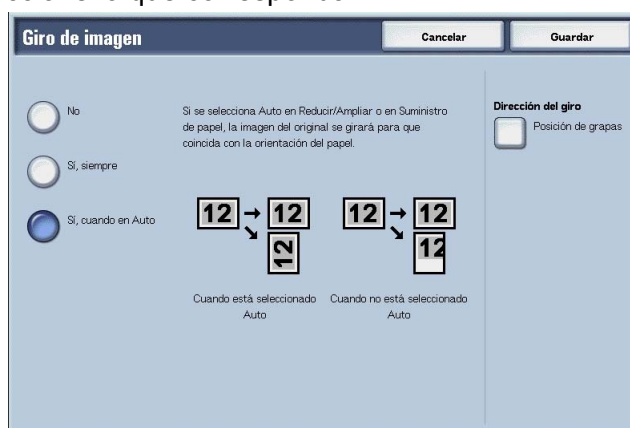 Giro de imagen
Cancelar
Guardar
No
Sí, siempre
Sí, cuando en Auto
Si se selecciona Auto en Reducir/Ampliar o en Suministro
de papel, la imagen del original se girará para que
coincida con la orientación del papel.
12 12
12
12 12
12
Cuando está seleccionado
Auto
Cuando no está seleccionado
Auto
Dirección del giro
Posición de grapas